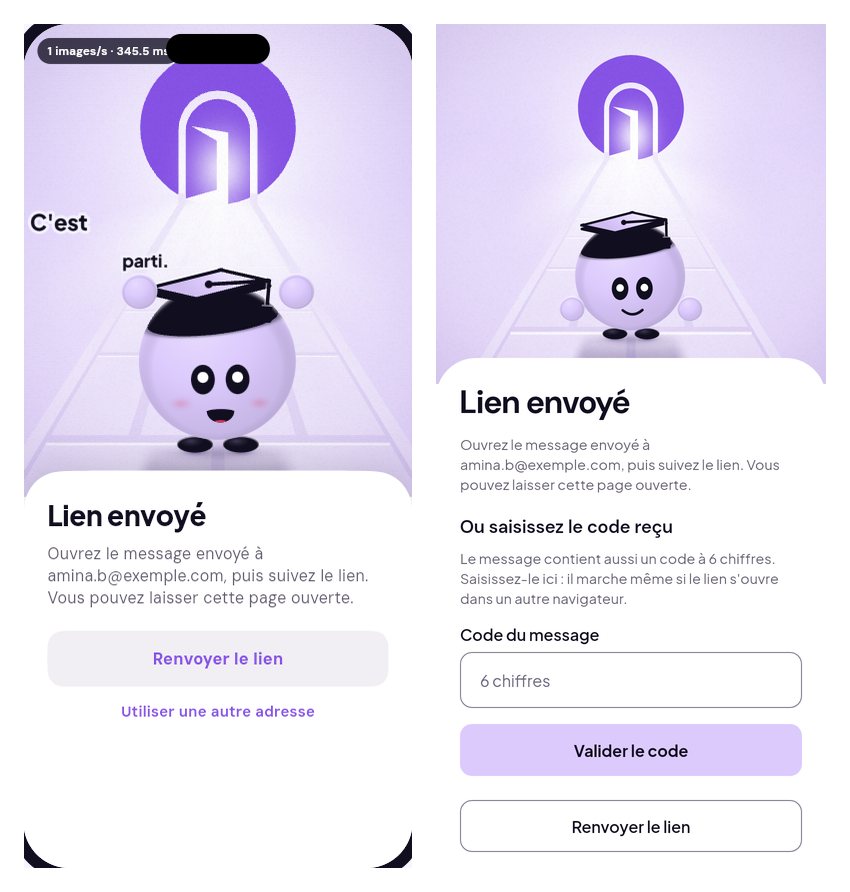 1 images/s · 345.5 ms
C'est
parti.
Lien envoyé
Ouvrez le message envoyé à
amina.b@exemple.com, puis suivez le lien.
Vous pouvez laisser cette page ouverte.
Renvoyer le lien
Utiliser une autre adresse
Lien envoyé
Ouvrez le message envoyé à
amina.b@exemple.com, puis suivez le lien. Vous
pouvez laisser cette page ouverte.
Ou saisissez le code reçu
Le message contient aussi un code à 6 chiffres.
Saisissez-le ici : il marche même si le lien s'ouvre
dans un autre navigateur.
Code du message
6 chiffres
Valider le code
Renvoyer le lien